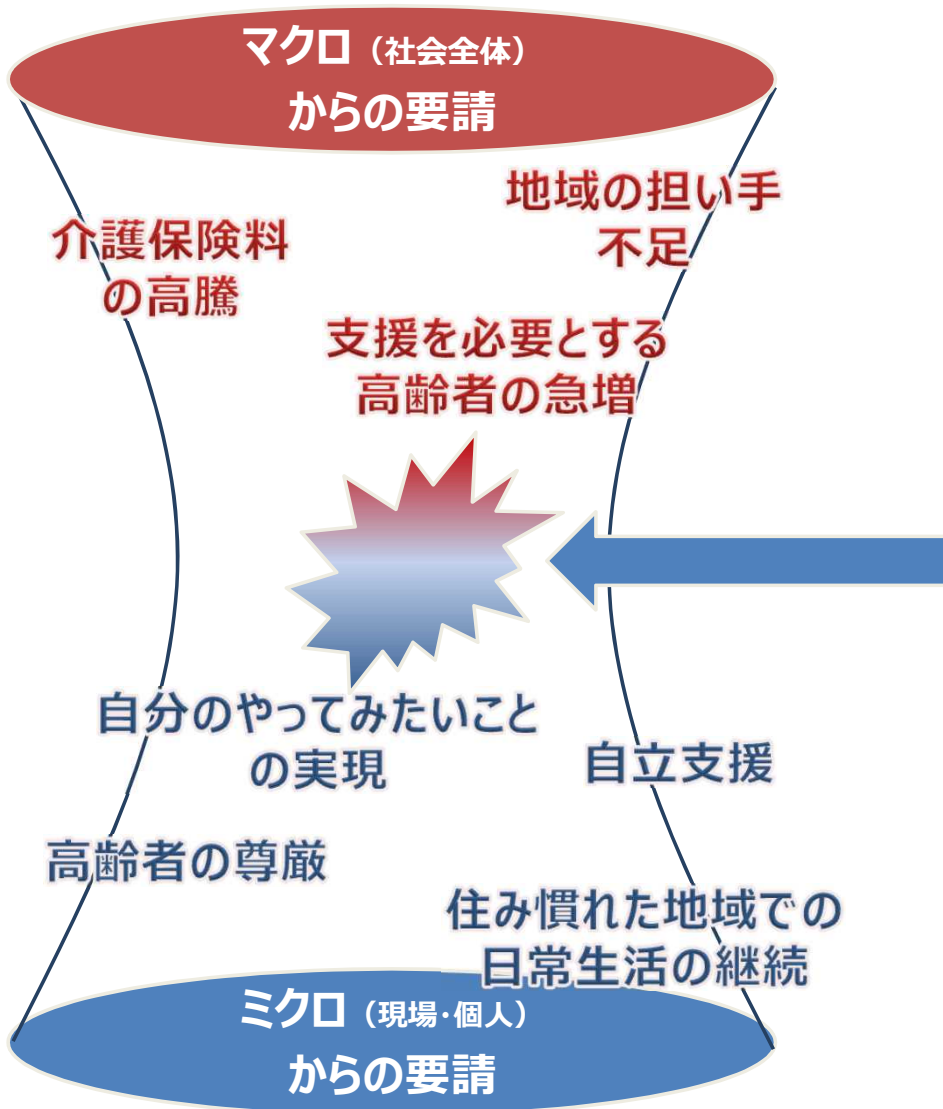 マクロ（社会全体）
からの要請
地域の担い手
不足
介護保険料
の高騰
支援を必要とする
高齢者の急増
自分のやってみたいこと
の実現
自立支援
高齢者の尊厳
住み慣れた地域での
日常生活の継続
ミクロ（現場・個人）
からの要請